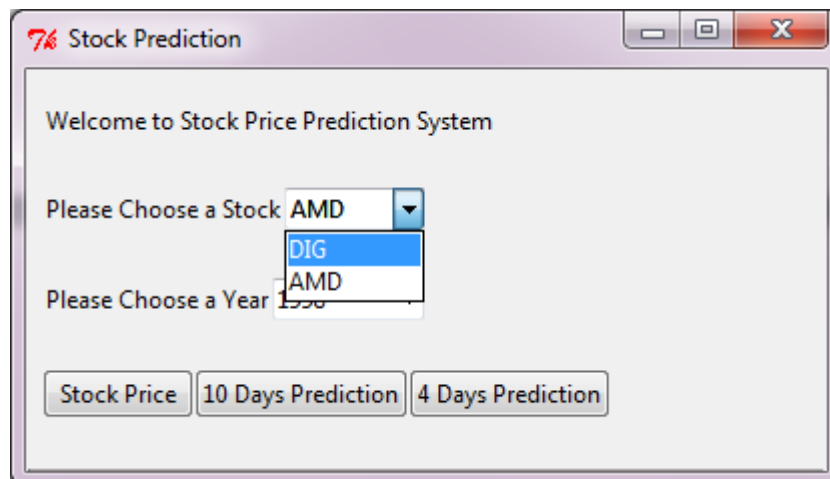 Stock Prediction
Welcome to Stock Price Prediction System
Please Choose a Stock AMD
DIG
AMD
Please Choose a Year
Stock Price 10 Days Prediction 4 Days Prediction